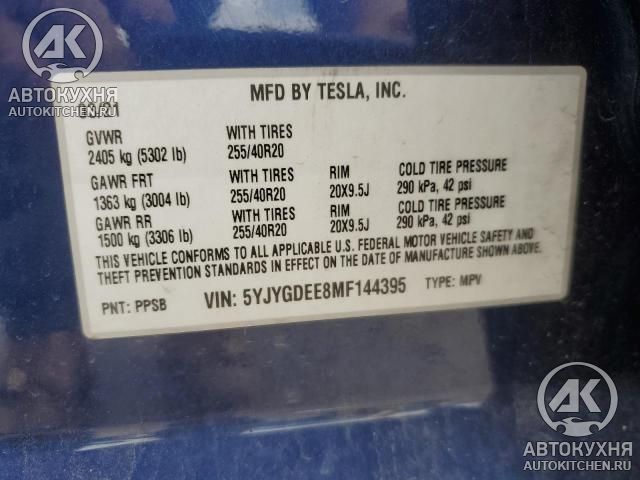 AK
АВТОКУХНЯ
AUTOKITCHEN.RU
MFD BY TESLA, INC.
GVWR WITH TIRES
2405 kg (5302 lb) 255/40R20
GAWR FRT WITH TIRES RIM COLD TIRE PRESSURE
1363 kg (3004 lb) 255/40R20 20X9.5J 290 kPa, 42 psi
GAWR RR WITH TIRES RIM COLD TIRE PRESSURE
1500 kg (3306 lb) 255/40R20 20X9.5J 290 kPa, 42 psi
THIS VEHICLE CONFORMS TO ALL APPLICABLE U.S. FEDERAL MOTOR VEHICLE SAFETY AND
THEFT PREVENTION STANDARDS IN EFFECT ON THE DATE OF MANUFACTURE SHOWN ABOVE.
PNT: PPSB VIN: 5YJYGDEE8MF144395 TYPE: MPV
AK
АВТОКУХНЯ
AUTOKITCHEN.RU